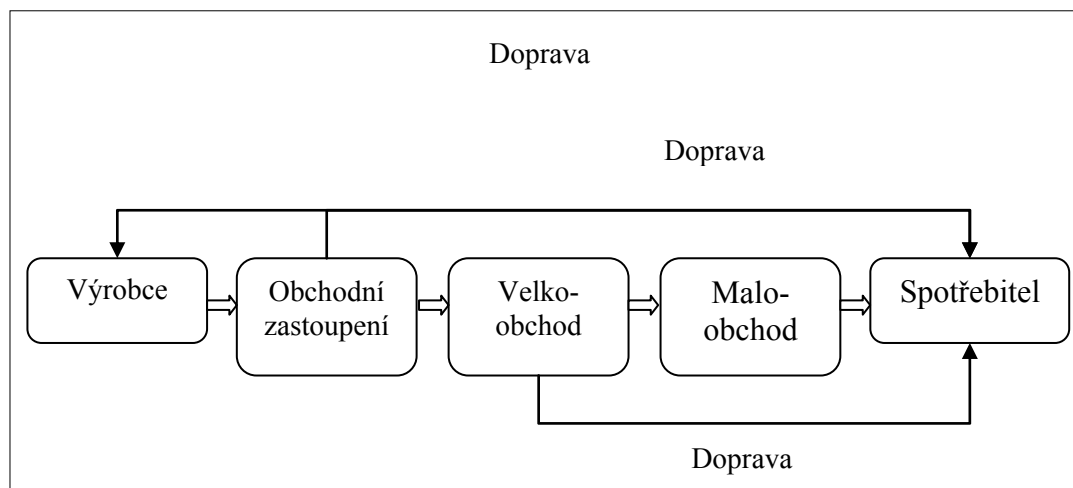 Doprava
Doprava
Výrobce
Obchodní
zastoupení
Velko-
obchod
Malo-
obchod
Spotřebitel
Doprava